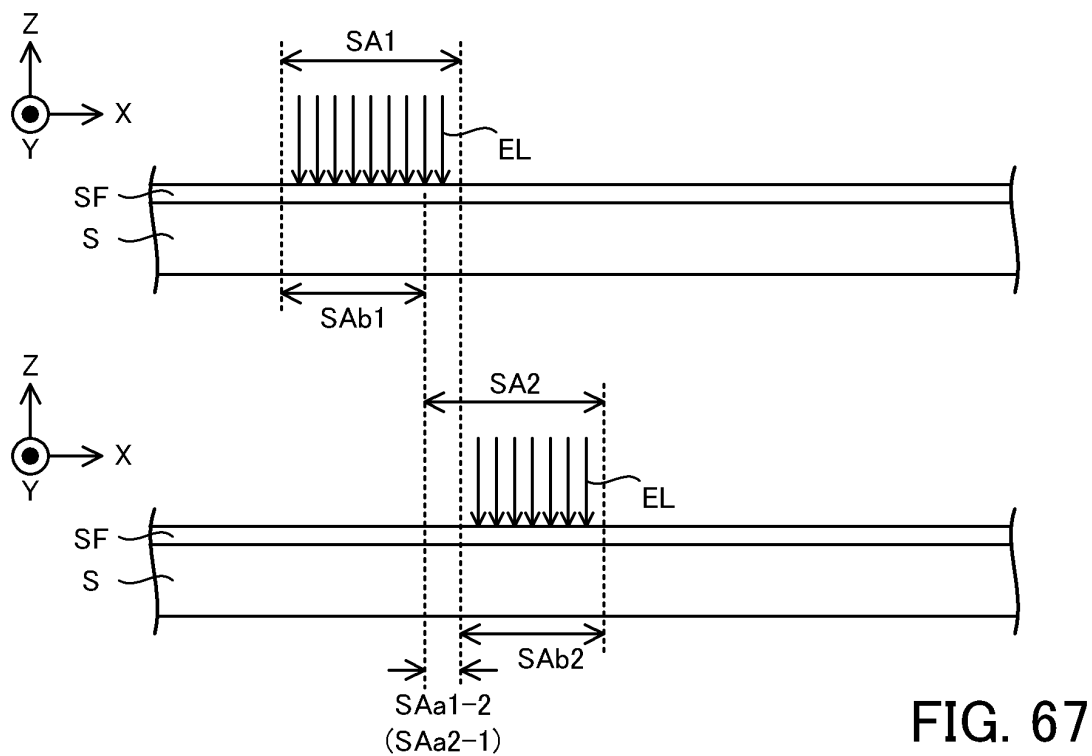 Z
SA1
X
Y
EL
SF
S
SAb1
Z
SA2
X
Y
EL
SF
S
SAb2
SAa1-2
(SAa2-1)
FIG. 67